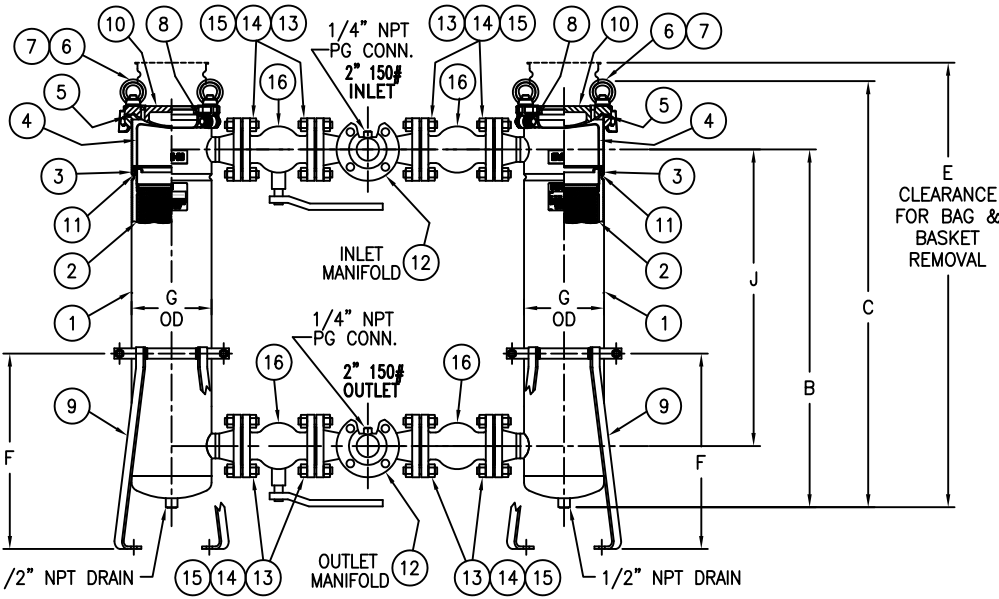 10 8 15 14 13 1/4" NPT 13 14 15 8 10
7 6 PG CONN. 6 7
2" 150#
INLET
16 16
5 5
4 4
3 3
E
CLEARANCE
FOR BAG &
BASKET
REMOVAL
11 11
INLET
MANIFOLD 12
2 2
J
C
G
OD
G
OD
1 1
1/4" NPT
PG CONN.
16 16
2" 150#
OUTLET
B
9 9
F F
OUTLET
MANIFOLD 12
/2" NPT DRAIN 15 14 13 13 14 15 1/2" NPT DRAIN